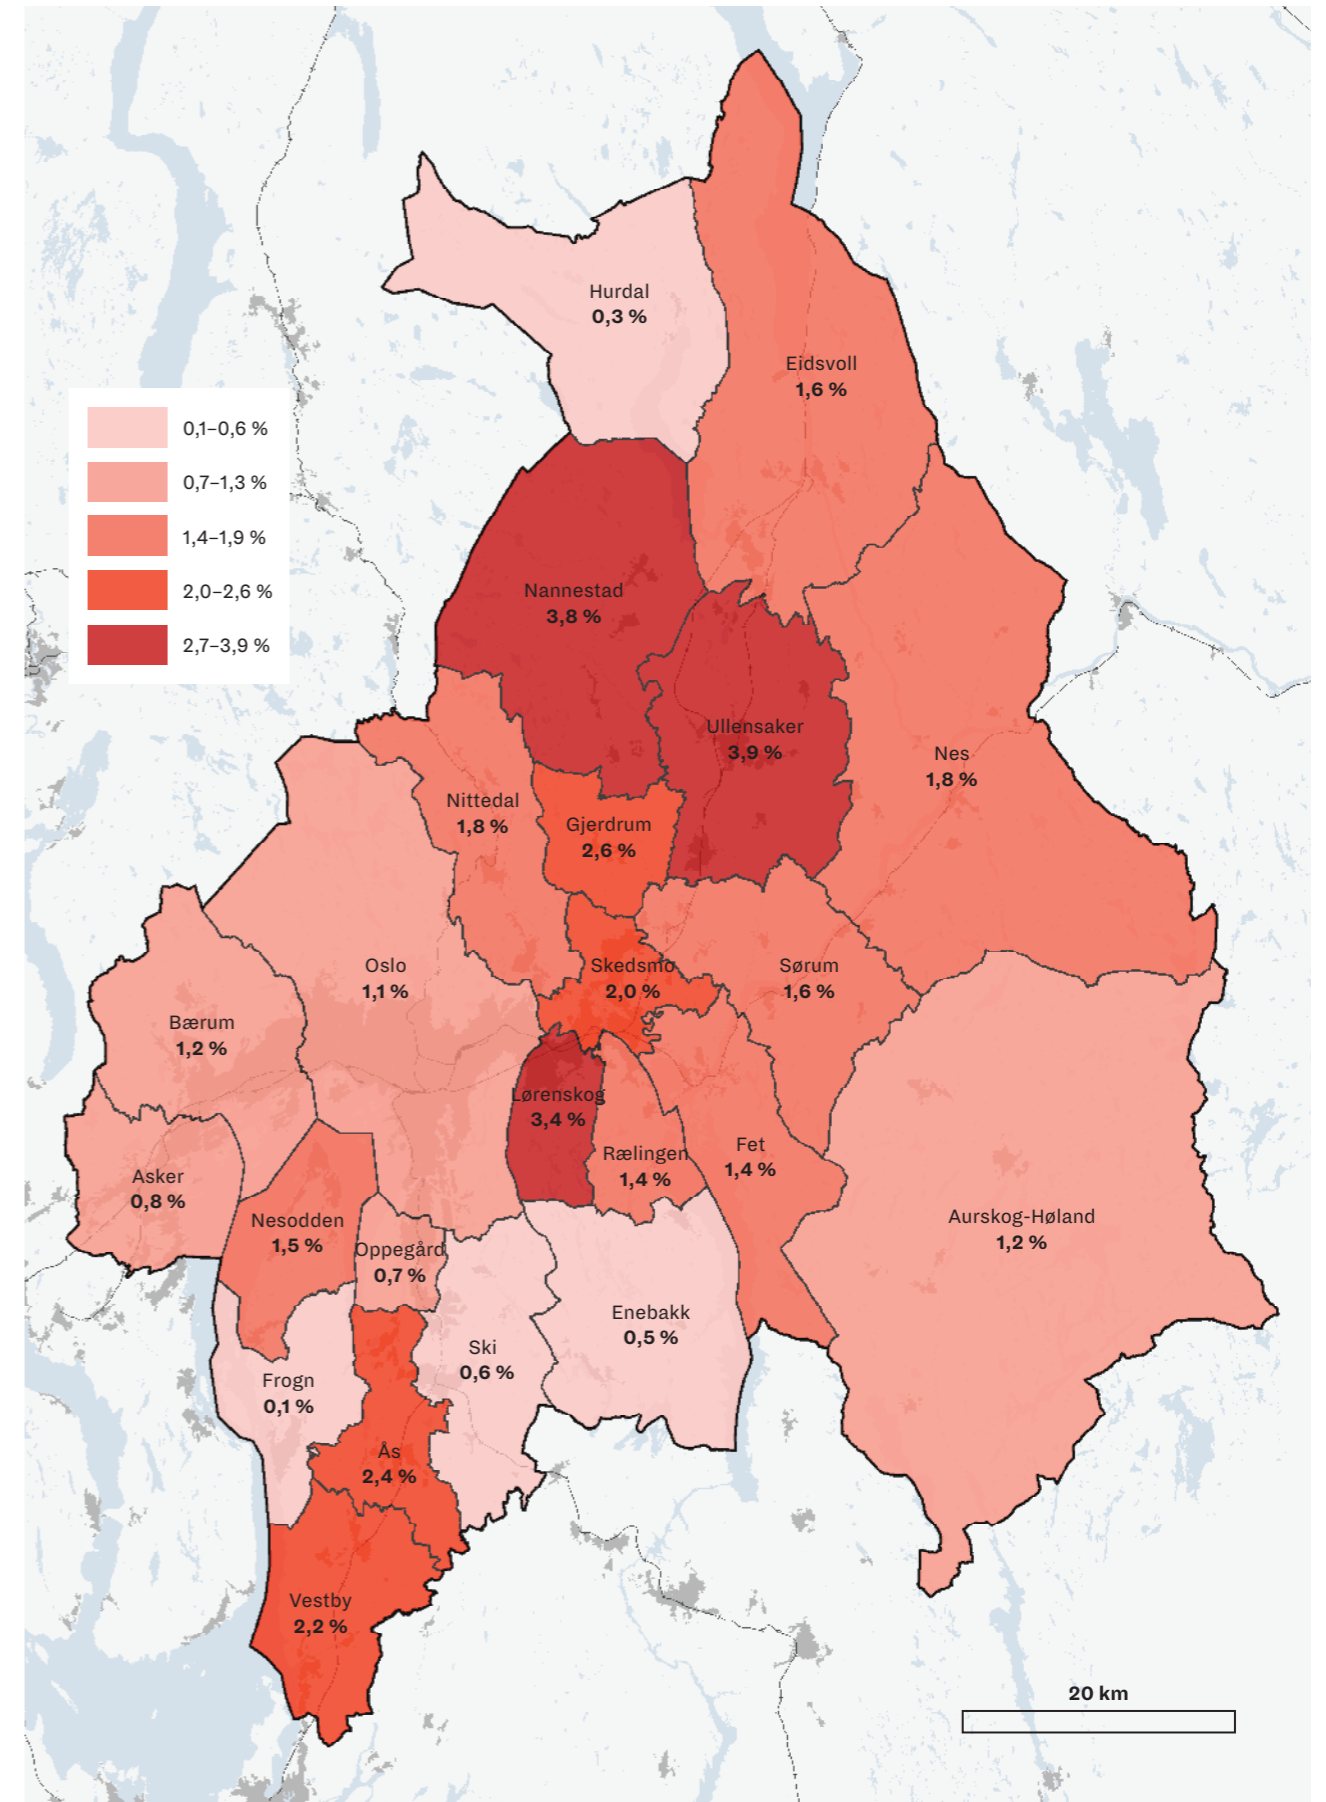 Hurdal
0,3 %
Eidsvoll
1,6 %
0,1–0,6 %
0,7–1,3 %
1,4–1,9 %
2,0–2,6 %
2,7–3,9 %
Nannestad
3,8 %
Ullensaker
3,9 %
Nes
1,8 %
Nittedal
1,8 %
Gjerdrum
2,6 %
Oslo
1,1 %
Skedsmo
2,0 %
Sørum
1,6 %
Bærum
1,2 %
Lørenskog
3,4 %
Rælingen
1,4 %
Fet
1,4 %
Asker
0,8 %
Nesodden
1,5 %
Oppegård
0,7 %
Aurskog-Høland
1,2 %
Enebakk
0,5 %
Ski
0,6 %
Frogn
0,1 %
Ås
2,4 %
Vestby
2,2 %
20 km